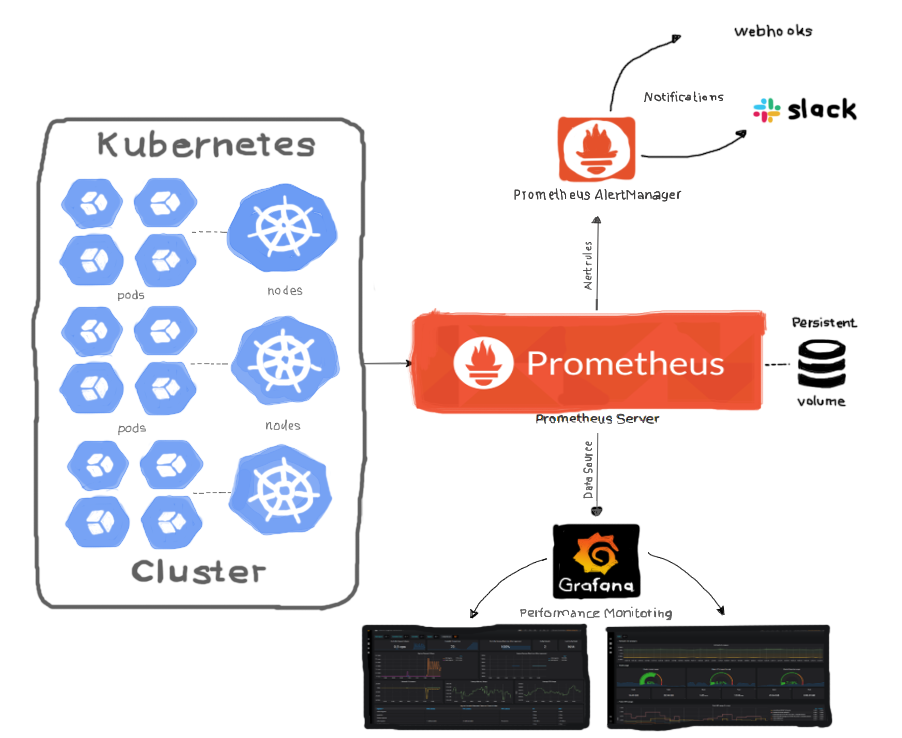 webhooks
Notifications
slack
Prometheus AlertManager
Kubernetes
pods
nodes
pods
nodes
Cluster
Alert rules
Prometheus
Prometheus Server
Persistent
volume
Data Source
Grafana
Performance Monitoring